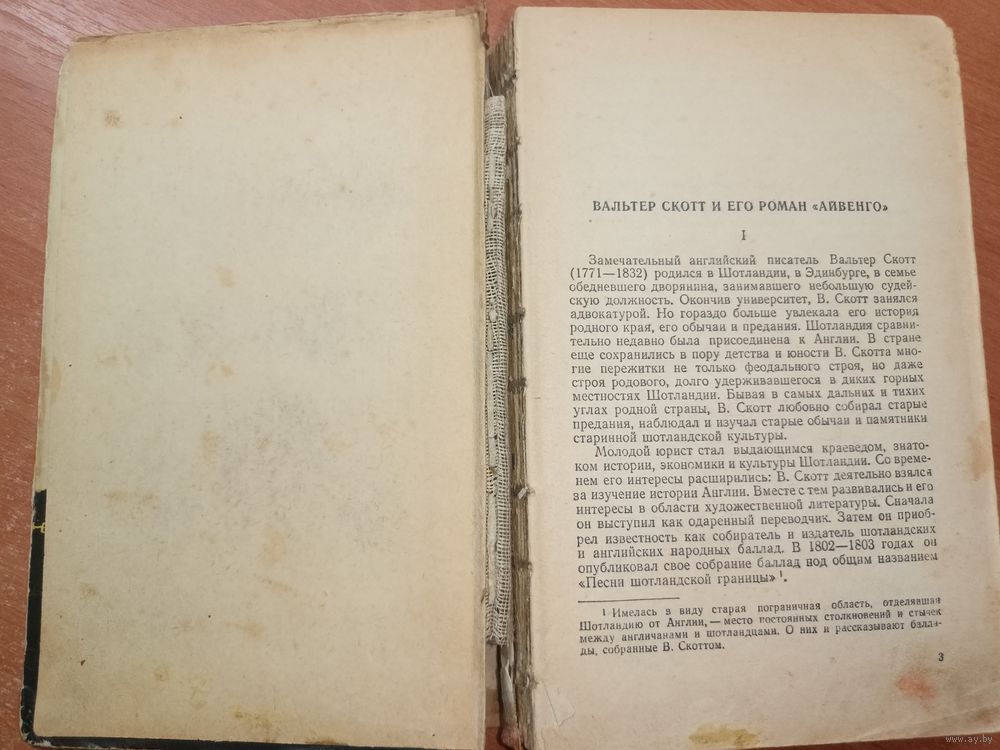 ВАЛЬТЕР СКОТТ И ЕГО РОМАН «АЙВЕНГО»
I
Замечательный английский писатель Вальтер Скотт
(1771—1832) родился в Шотландии, в Эдинбурге, в семье
обедневшего дворянина, занимавшего небольшую судей-
скую должность. Окончив университет, В. Скотт занялся
адвокатурой. Но гораздо больше увлекала его история
родного края, его обычаи и предания. Шотландия сравни-
тельно недавно была присоединена к Англии. В стране
еще сохранились в пору детства и юности В. Скотта мно-
гие пережитки не только феодального строя, но даже
строя родового, долго удерживавшегося в диких горных
местностях Шотландии. Бывая в самых дальних и тихих
углах родной страны, В. Скотт любовно собирал старые
предания, наблюдал и изучал старые обычаи и памятники
старинной шотландской культуры.
Молодой юрист стал выдающимся краеведом, знато-
ком истории, экономики и культуры Шотландии. Со време-
нем его интересы расширились: В. Скотт деятельно взялся
за изучение истории Англии. Вместе с тем развивались и его
интересы в области художественной литературы. Сначала
он выступил как одаренный переводчик. Затем он приоб-
рел известность как собиратель и издатель шотландских
и английских народных баллад. В 1802—1803 годах он
опубликовал свое собрание баллад под общим названием
«Песни шотландской границы» ¹.
¹ Имелась в виду старая пограничная область, отделявшая
Шотландию от Англии, — место постоянных столкновений и стычек
между англичанами и шотландцами. О них и рассказывают балла-
ды, собранные В. Скоттом.
3
www.ay.by